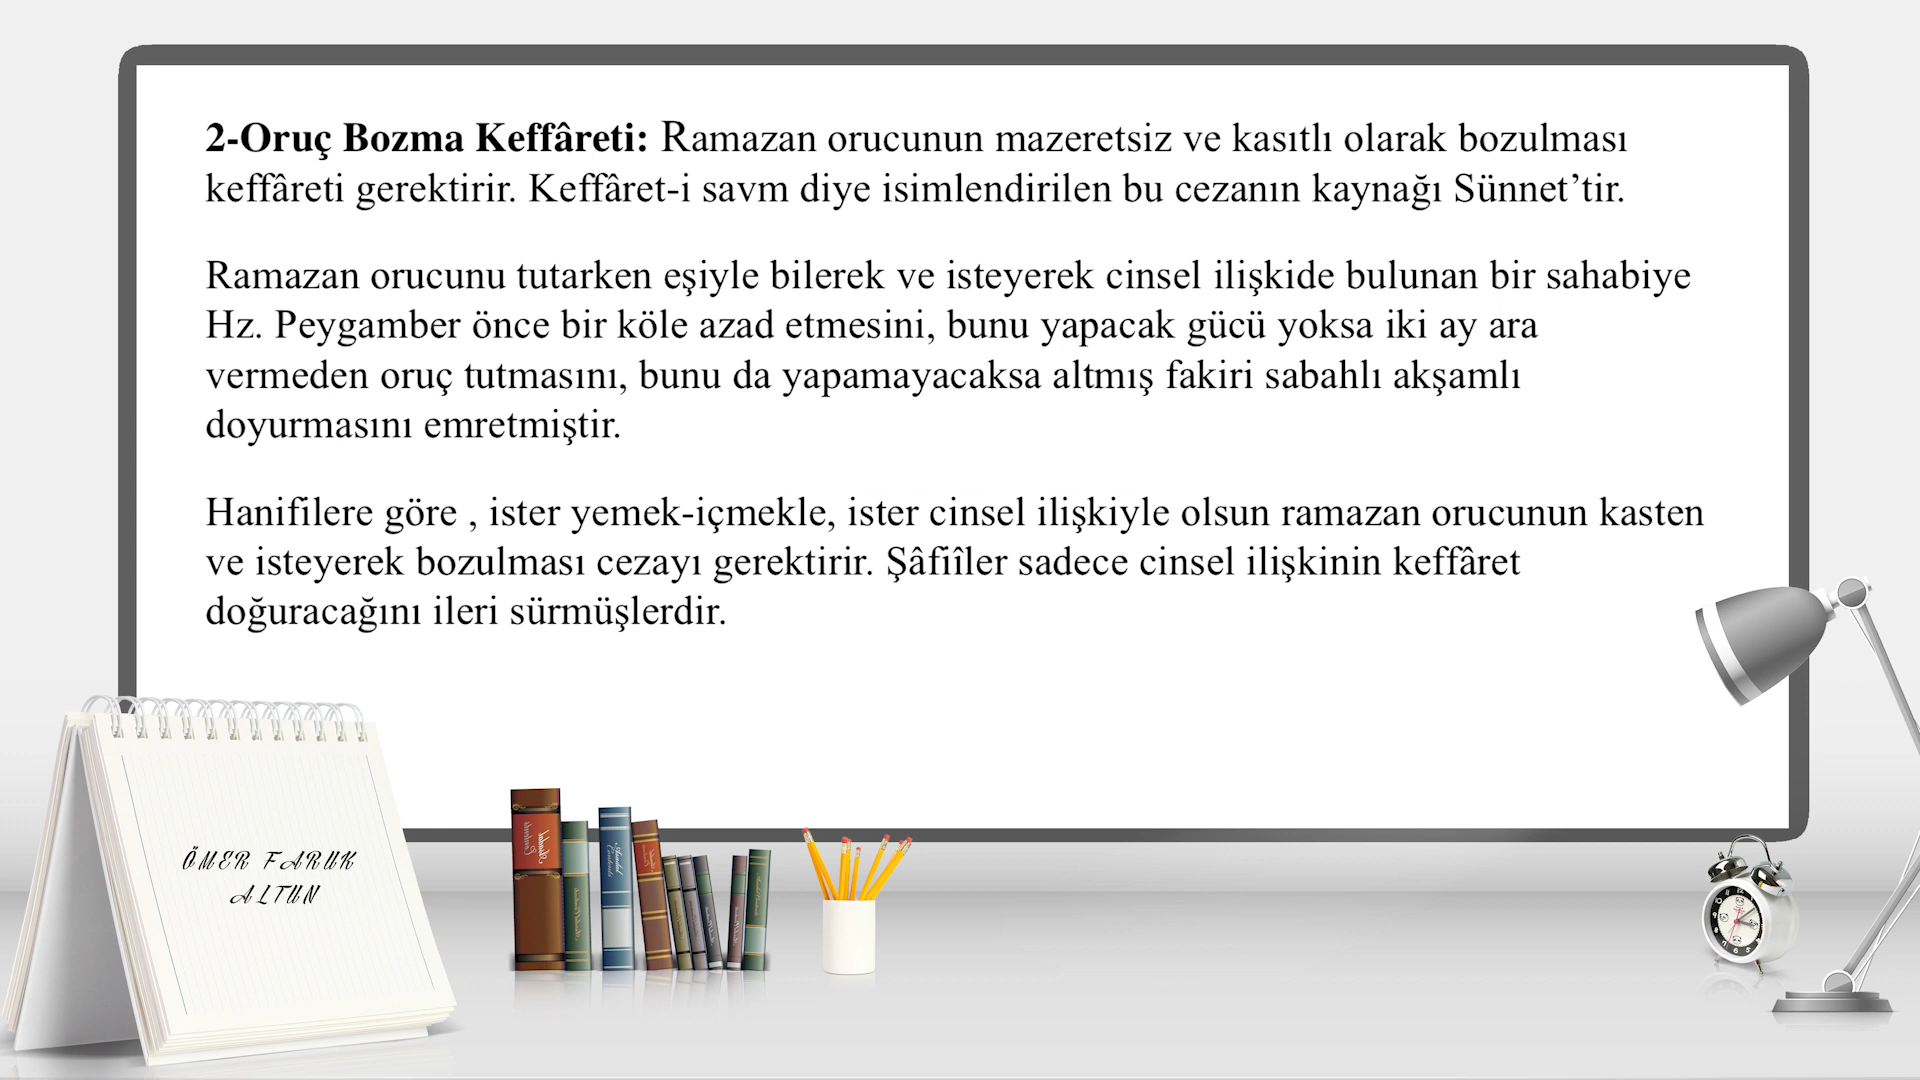 2-Oruç Bozma Keffâreti: Ramazan orucunun mazeretsiz ve kasıtlı olarak bozulması
keffâreti gerektirir. Keffâret-i savm diye isimlendirilen bu cezanın kaynağı Sünnet’tir.
Ramazan orucunu tutarken eşiyle bilerek ve isteyerek cinsel ilişkide bulunan bir sahabiye
Hz. Peygamber önce bir köle azad etmesini, bunu yapacak gücü yoksa iki ay ara
vermeden oruç tutmasını, bunu da yapamayacaksa altmış fakiri sabahlı akşamlı
doyurmasını emretmiştir.
Hanifilere göre , ister yemek-içmekle, ister cinsel ilişkiyle olsun ramazan orucunun kasten
ve isteyerek bozulması cezayı gerektirir. Şâfiîler sadece cinsel ilişkinin keffâret
doğuracağını ileri sürmüşlerdir.
ÖMER FARUK
ALTUN